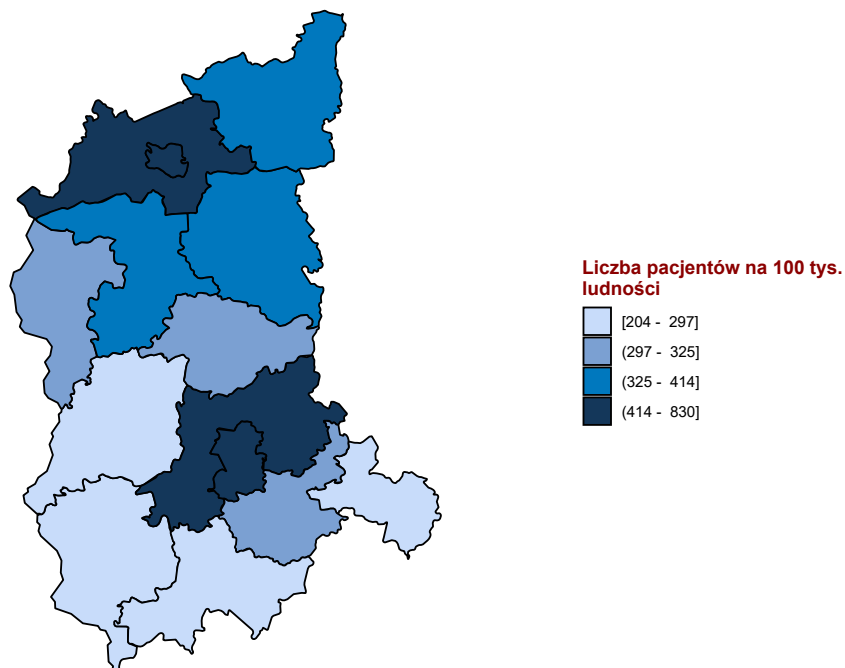 Liczba pacjentów na 100 tys.
ludności
[204 - 297]
(297 - 325]
(325 - 414]
(414 - 830]